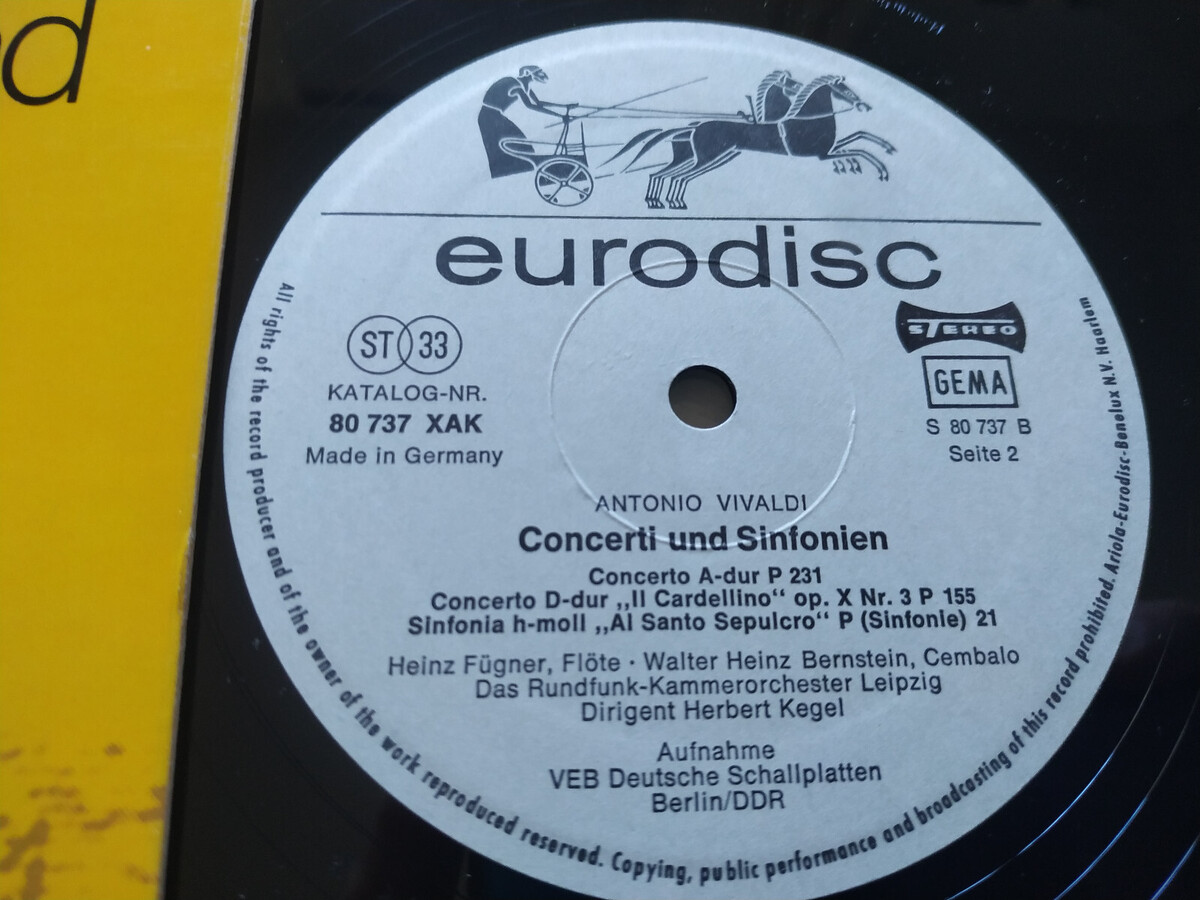 eurodisc
ST 33
KATALOG-NR.
80 737 XAK
Made in Germany
STEREO
GEMA
S 80 737 B
Seite 2
ANTONIO VIVALDI
Concerti und Sinfonien
Concerto A-dur P 231
Concerto D-dur „Il Cardellino“ op. X Nr. 3 P 155
Sinfonia h-moll „Al Santo Sepulcro“ P (Sinfonie) 21
Heinz Fügner, Flöte · Walter Heinz Bernstein, Cembalo
Das Rundfunk-Kammerorchester Leipzig
Dirigent Herbert Kegel
Aufnahme
VEB Deutsche Schallplatten
Berlin/DDR
All rights of the record producer and of the owner of the work reproduced reserved. Copying, public performance and broadcasting of this record prohibited. Ariola-Eurodisc-Benelux N.V. Haarlem